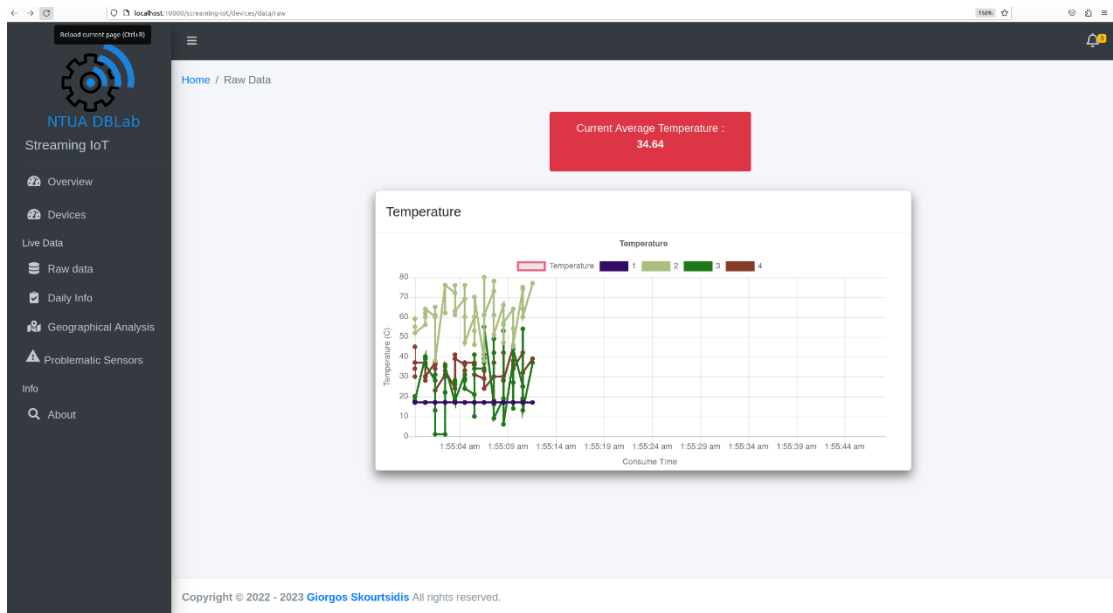 localhost:10000/streaming-iot/devices/data/raw
150%
Reload current page (Ctrl+R)
3
NTUA DBLab
Streaming IoT
Overview
Devices
Live Data
Raw data
Daily Info
Geographical Analysis
Problematic Sensors
Info
About
Home / Raw Data
Current Average Temperature :
34.64
Temperature
Temperature
Temperature 1 2 3 4
80
70
60
50
40
30
20
10
0
Temperature (C)
1:55:04 am 1:55:09 am 1:55:14 am 1:55:19 am 1:55:24 am 1:55:29 am 1:55:34 am 1:55:39 am 1:55:44 am
Consume Time
Copyright © 2022 - 2023 Giorgos Skourtsidis All rights reserved.